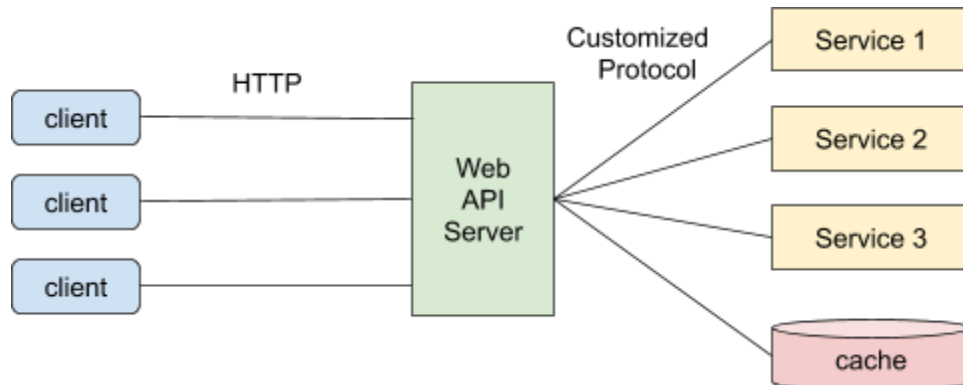 HTTP
Customized
Protocol
client
client
client
Web
API
Server
Service 1
Service 2
Service 3
cache